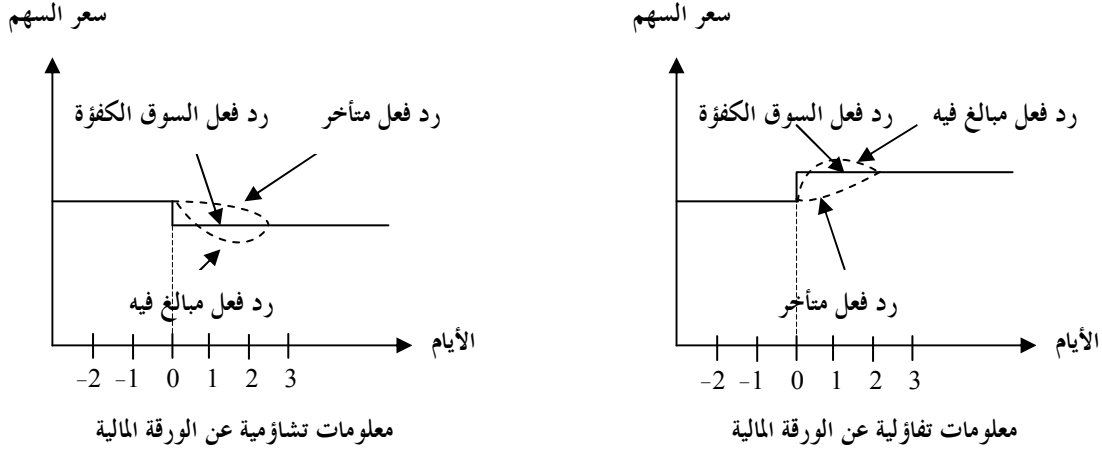 سعر السهم
رد فعل مبالغ فيه
رد فعل السوق الكفؤة
رد فعل متأخر
الأيام
-2 -1 0 1 2 3
معلومات تفاؤلية عن الورقة المالية
سعر السهم
رد فعل متأخر
رد فعل السوق الكفؤة
رد فعل مبالغ فيه
الأيام
-2 -1 0 1 2 3
معلومات تشاؤمية عن الورقة المالية